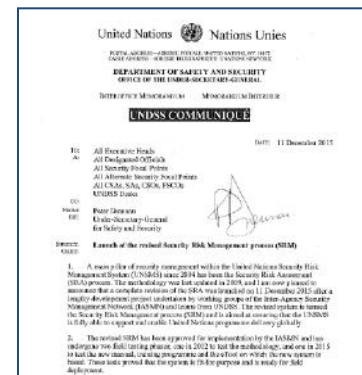 United Nations Nations Unies
DEPARTMENT OF SAFETY AND SECURITY
OFFICE OF THE UNDER-SECRETARY-GENERAL
INTEROFFICE MEMORANDUM MEMORANDUM INTERIEUR
UNDSS COMMUNIQUÉ
DATE: 11 December 2015
TO: All Executive Heads
A: All Designated Officials
All Security Focal Points
All Alternate Security Focal Points
All CSAs, SAs, CSOs, FSCOs
UNDSS Desks
Peter Drennan
Under-Secretary-General
for Safety and Security
Launch of the revised Security Risk Management process (SRM)
1. A main pillar of security management within the United Nations Security
Management System (UNSMS) since 2004 has been the Security Risk Assessment
(SRA) process. The methodology was last updated in 2009, and I am now pleased to
announce that a complete revision of the SRA was launched on 11 December 2015 after a
lengthy development project undertaken by working groups of the Inter-Agency Security
Management Network (IASMN) and teams from UNDSS. The revised system is termed
the Security Risk Management process (SRM) and is aimed at ensuring that the UNSMS
is fully able to support and enable United Nations programme delivery globally.
2. The revised SRM has been approved for implementation by the IASMN and has
undergone two field testing phases, one in 2012 to test the manual, and one in 2015
to test the new manual, training programme and the eTool on which the new system is
based. These tests proved that the system is fit for purpose and is ready for field
deployment.